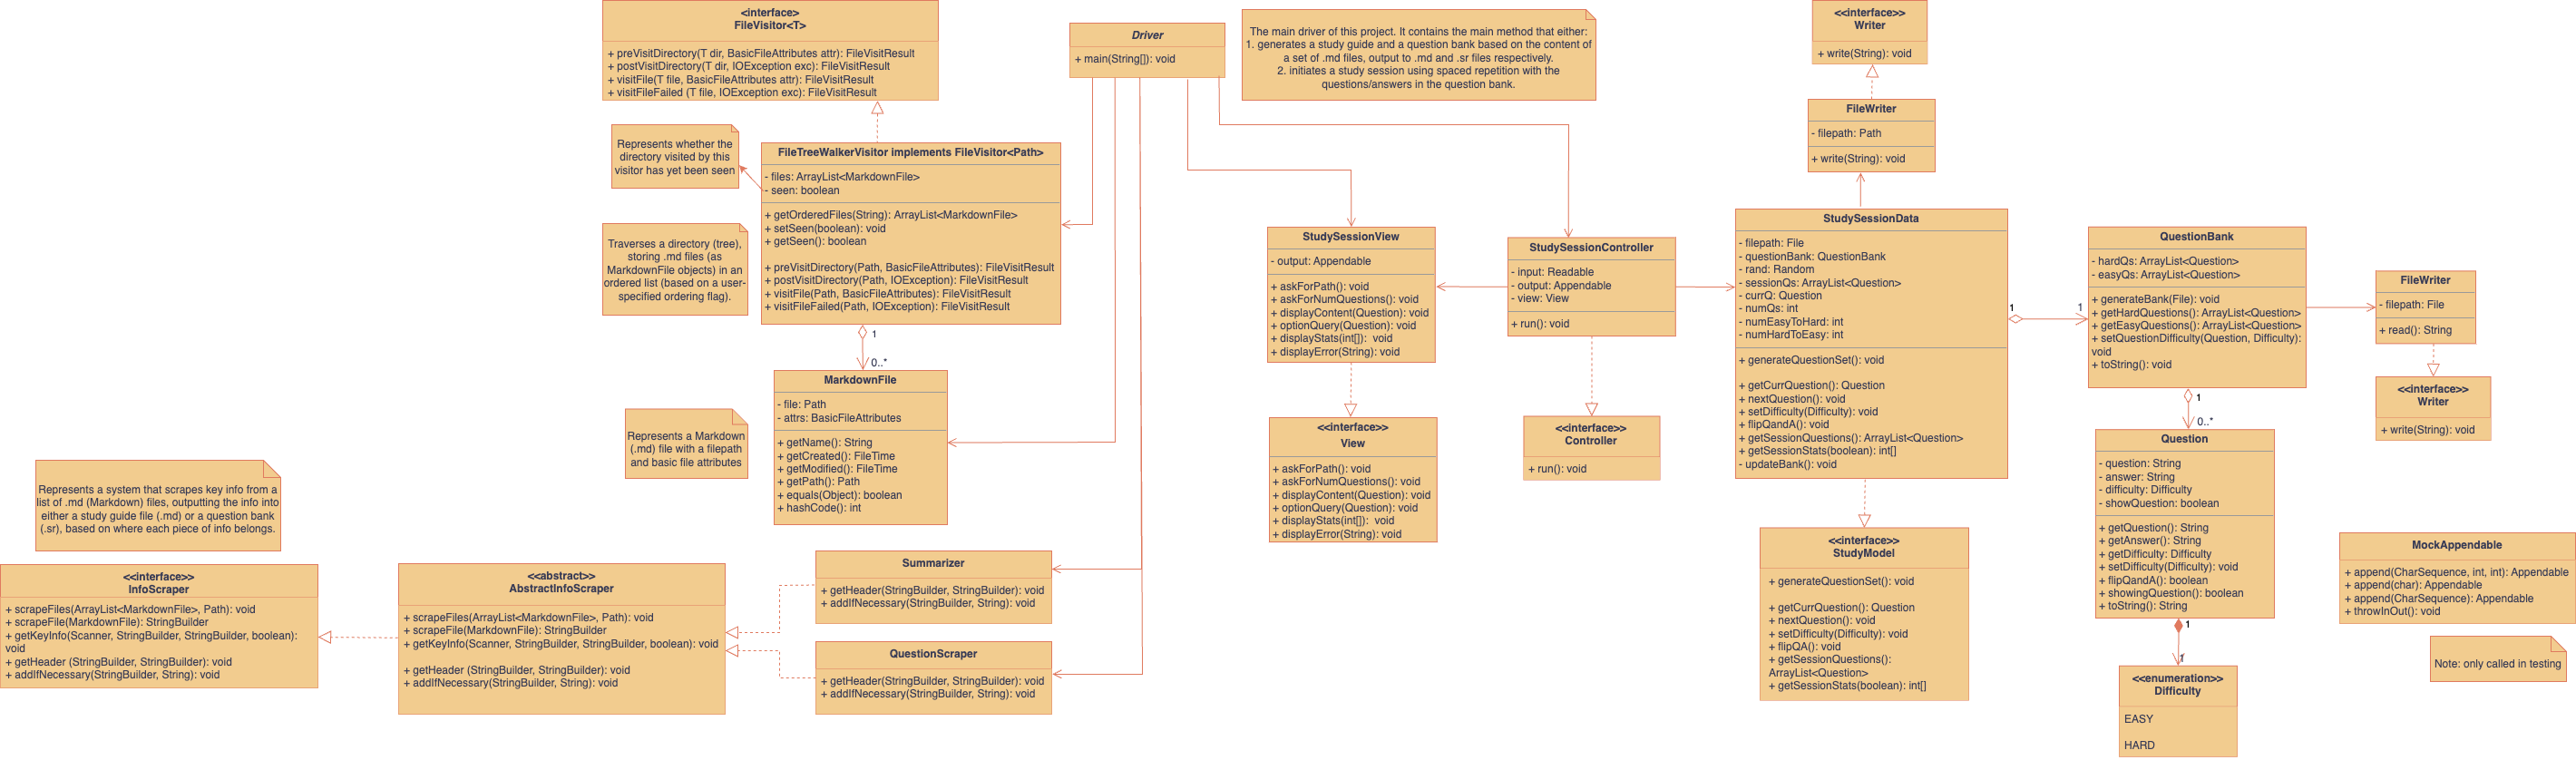 <interface>
FileVisitor<T>
+ preVisitDirectory(T dir, BasicFileAttributes attr): FileVisitResult
+ postVisitDirectory(T dir, IOException exc): FileVisitResult
+ visitFile(T file, BasicFileAttributes attr): FileVisitResult
+ visitFileFailed (T file, IOException exc): FileVisitResult
Driver
+ main(String[]): void
The main driver of this project. It contains the main method that either:
1. generates a study guide and a question bank based on the content of
a set of .md files, output to .md and .sr files respectively.
2. initiates a study session using spaced repetition with the
questions/answers in the question bank.
<<interface>>
Writer
+ write(String): void
FileWriter
- filepath: Path
+ write(String): void
Represents whether the
directory visited by this
visitor has yet been seen
FileTreeWalkerVisitor implements FileVisitor<Path>
- files: ArrayList<MarkdownFile>
- seen: boolean
+ getOrderedFiles(String): ArrayList<MarkdownFile>
+ setSeen(boolean): void
+ getSeen(): boolean
+ preVisitDirectory(Path, BasicFileAttributes): FileVisitResult
+ postVisitDirectory(Path, IOException): FileVisitResult
+ visitFile(Path, BasicFileAttributes): FileVisitResult
+ visitFileFailed(Path, IOException): FileVisitResult
Traverses a directory (tree),
storing .md files (as
MarkdownFile objects) in an
ordered list (based on a user-
specified ordering flag).
1
0..*
MarkdownFile
- file: Path
- attrs: BasicFileAttributes
+ getName(): String
+ getCreated(): FileTime
+ getModified(): FileTime
+ getPath(): Path
+ equals(Object): boolean
+ hashCode(): int
Represents a Markdown
(.md) file with a filepath
and basic file attributes
StudySessionView
- output: Appendable
+ askForPath(): void
+ askForNumQuestions(): void
+ displayContent(Question): void
+ optionQuery(Question): void
+ displayStats(int[]): void
+ displayError(String): void
<<interface>>
View
+ askForPath(): void
+ askForNumQuestions(): void
+ displayContent(Question): void
+ optionQuery(Question): void
+ displayStats(int[]): void
+ displayError(String): void
StudySessionController
- input: Readable
- output: Appendable
- view: View
+ run(): void
<<interface>>
Controller
+ run(): void
StudySessionData
- filepath: File
- questionBank: QuestionBank
- rand: Random
- sessionQs: ArrayList<Question>
- currQ: Question
- numQs: int
- numEasyToHard: int
- numHardToEasy: int
+ generateQuestionSet(): void
+ getCurrQuestion(): Question
+ nextQuestion(): void
+ setDifficulty(Difficulty): void
+ flipQandA(): void
+ getSessionQuestions(): ArrayList<Question>
+ getSessionStats(boolean): int[]
- updateBank(): void
1
1
<<interface>>
StudyModel
+ generateQuestionSet(): void
+ getCurrQuestion(): Question
+ nextQuestion(): void
+ setDifficulty(Difficulty): void
+ flipQA(): void
+ getSessionQuestions():
ArrayList<Question>
+ getSessionStats(boolean): int[]
QuestionBank
- hardQs: ArrayList<Question>
- easyQs: ArrayList<Question>
+ generateBank(File): void
+ getHardQuestions(): ArrayList<Question>
+ getEasyQuestions(): ArrayList<Question>
+ setQuestionDifficulty(Question, Difficulty):
void
+ toString(): void
1
0..*
FileWriter
- filepath: File
+ read(): String
<<interface>>
Writer
+ write(String): void
Question
- question: String
- answer: String
- difficulty: Difficulty
- showQuestion: boolean
+ getQuestion(): String
+ getAnswer(): String
+ getDifficulty: Difficulty
+ setDifficulty(Difficulty): void
+ flipQandA(): boolean
+ showingQuestion(): boolean
+ toString(): String
1
1
<<enumeration>>
Difficulty
EASY
HARD
MockAppendable
+ append(CharSequence, int, int): Appendable
+ append(char): Appendable
+ append(CharSequence): Appendable
+ throwInOut(): void
Note: only called in testing
Represents a system that scrapes key info from a
list of .md (Markdown) files, outputting the info into
either a study guide file (.md) or a question bank
(.sr), based on where each piece of info belongs.
<<interface>>
InfoScraper
+ scrapeFiles(ArrayList<MarkdownFile>, Path): void
+ scrapeFile(MarkdownFile): StringBuilder
+ getKeyInfo(Scanner, StringBuilder, StringBuilder, boolean):
void
+ getHeader (StringBuilder, StringBuilder): void
+ addIfNecessary(StringBuilder, String): void
<<abstract>>
AbstractInfoScraper
+ scrapeFiles(ArrayList<MarkdownFile>, Path): void
+ scrapeFile(MarkdownFile): StringBuilder
+ getKeyInfo(Scanner, StringBuilder, StringBuilder, boolean): void
+ getHeader (StringBuilder, StringBuilder): void
+ addIfNecessary(StringBuilder, String): void
Summarizer
+ getHeader(StringBuilder, StringBuilder): void
+ addIfNecessary(StringBuilder, String): void
QuestionScraper
+ getHeader(StringBuilder, StringBuilder): void
+ addIfNecessary(StringBuilder, String): void